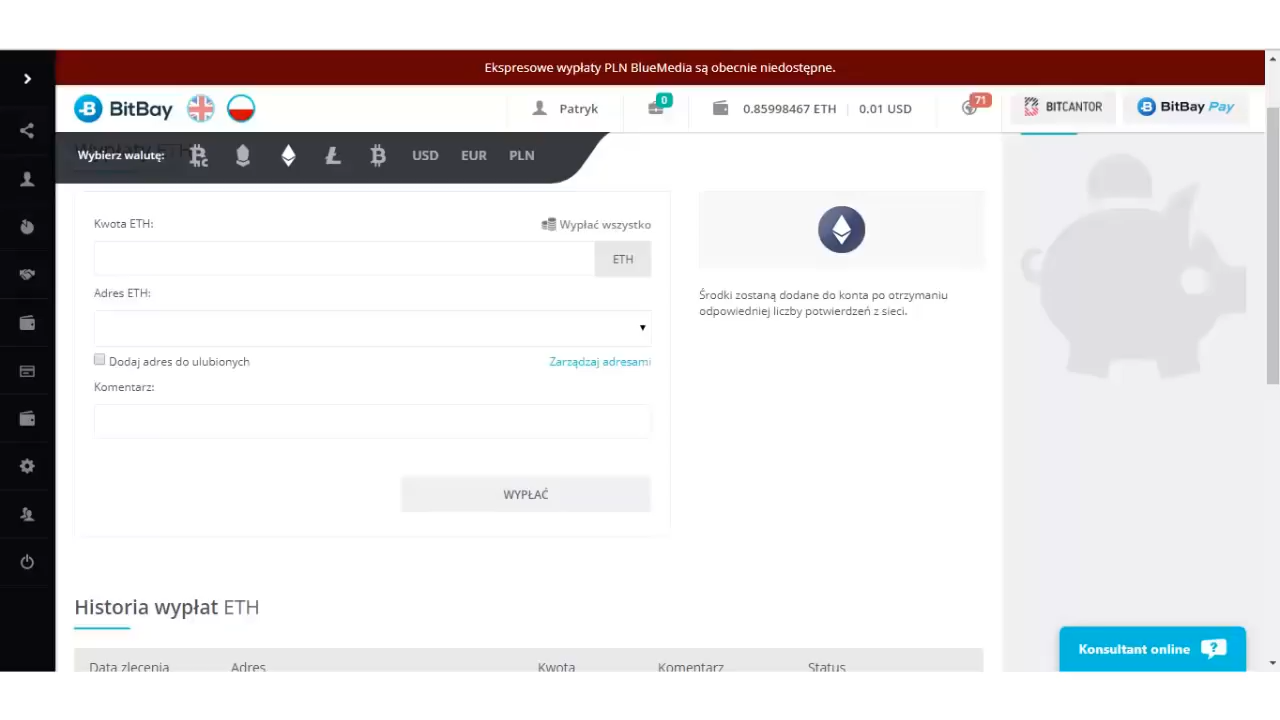 Ekspresowe wypłaty PLN BlueMedia są obecnie niedostępne.
BitBay
Patryk
0
0.85998467 ETH | 0.01 USD
71
BITCANTOR
BitBay Pay
Wypłaty ETH
Wybierz walutę:
USD
EUR
PLN
Kwota ETH:
Wypłać wszystko
ETH
Adres ETH:
Dodaj adres do ulubionych
Zarządzaj adresami
Komentarz:
WYPŁAĆ
Środki zostaną dodane do konta po otrzymaniu
odpowiedniej liczby potwierdzeń z sieci.
Historia wypłat ETH
Data zlecenia
Adres
Kwota
Komentarz
Status
Konsultant online